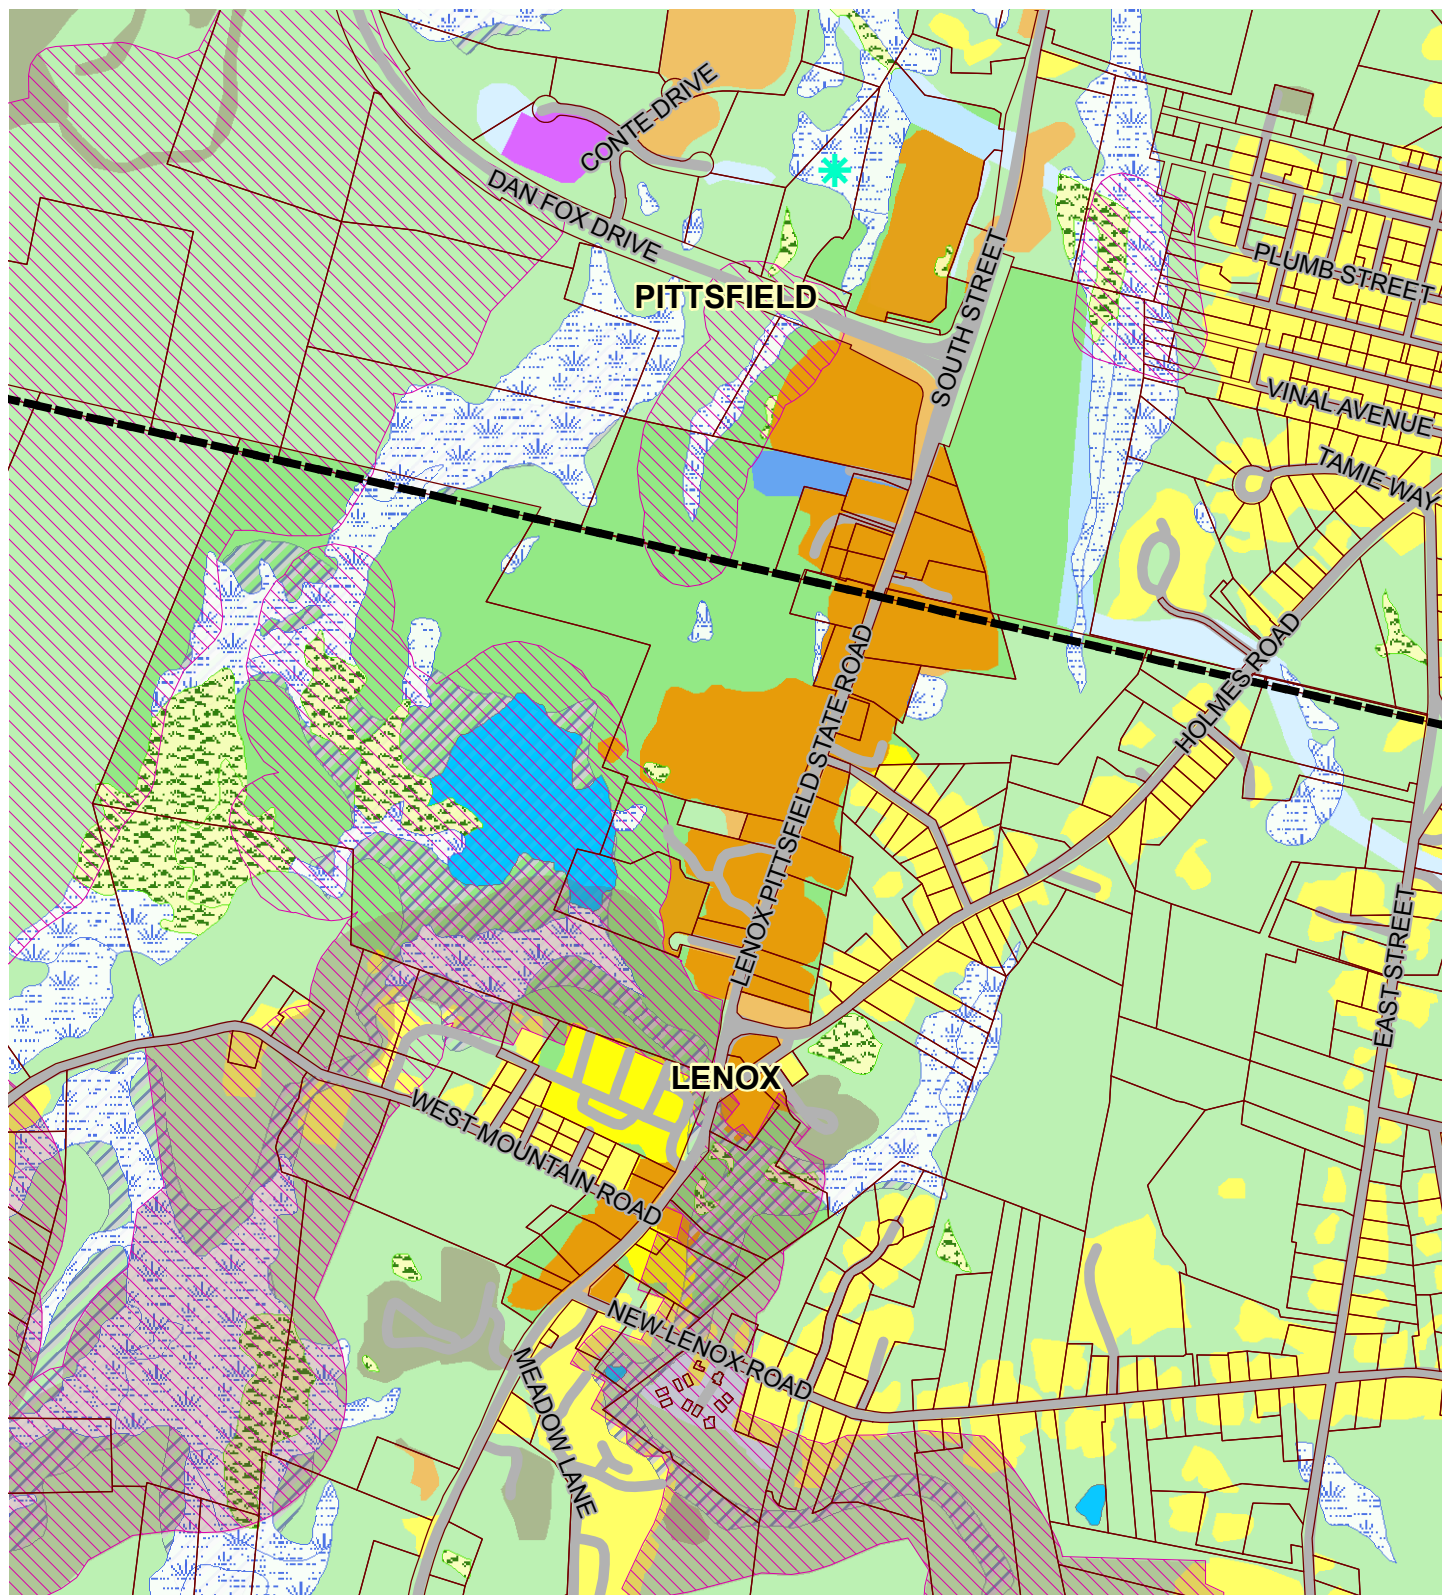 CONTE DRIVE
DAN FOX DRIVE
PITTSFIELD
SOUTH STREET
PLUMB STREET
VINAL AVENUE
TAMIE WAY
HOLMES ROAD
LENOX-PITTSFIELD STATE ROAD
EAST STREET
LENOX
WEST MOUNTAIN ROAD
NEW LENOX ROAD
MEADOW LANE